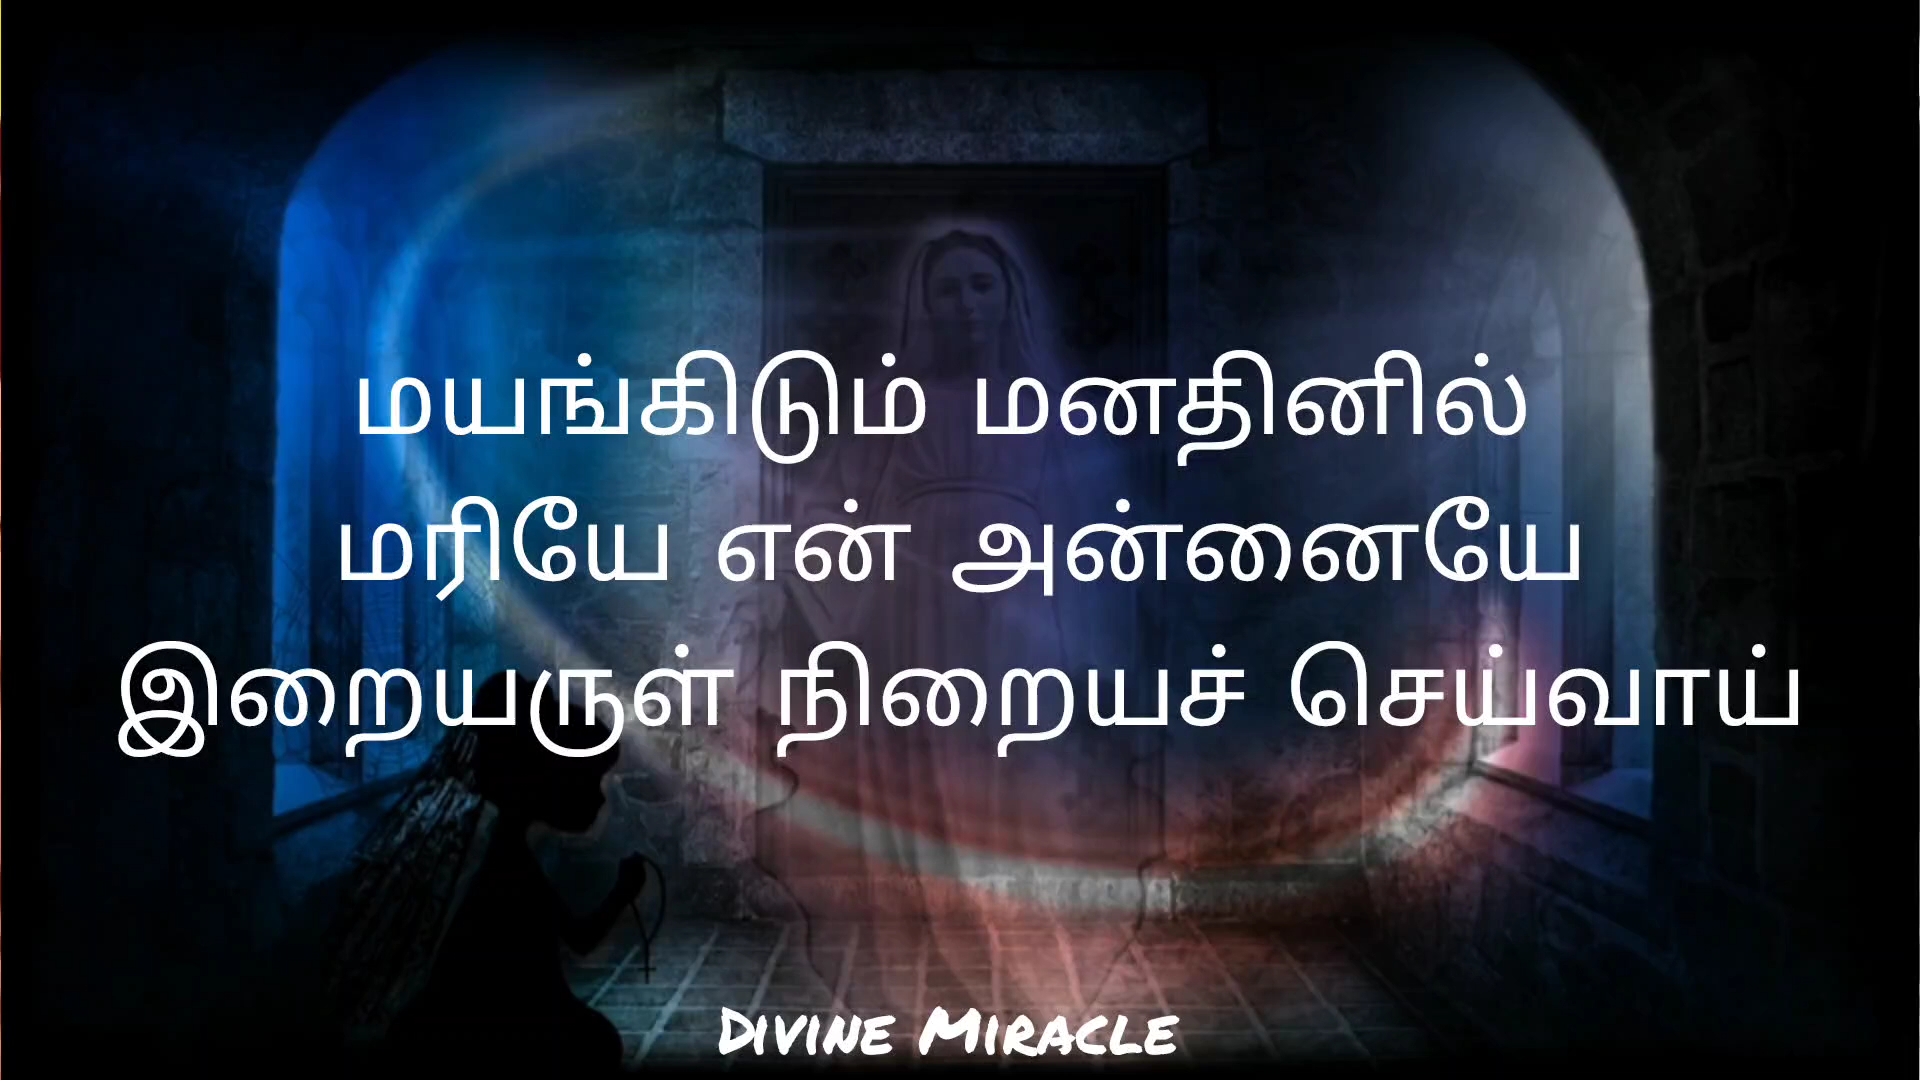 மயங்கிடும் மனதினில்
மரியே என் அன்னையே
இறையருள் நிறையச் செய்வாய்
Divine Miracle